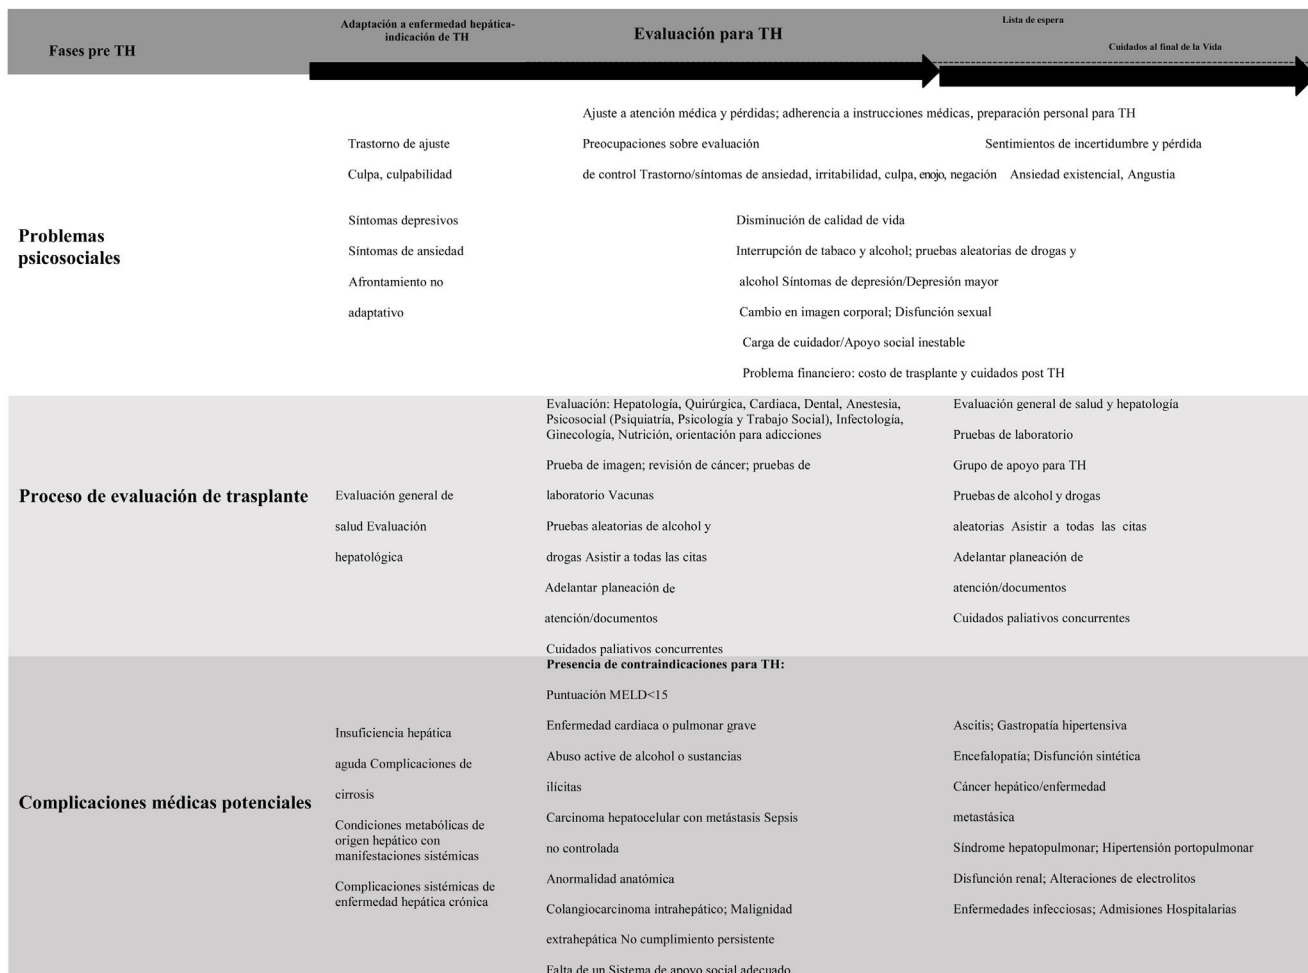 Fases pre TH
Adaptación a enfermedad hepática-
indicación de TH
Evaluación para TH
Lista de espera
Cuidados al final de la Vida
Problemas
psicosociales
Trastorno de ajuste
Culpa, culpabilidad
Síntomas depresivos
Síntomas de ansiedad
Afrontamiento no
adaptativo
Ajuste a atención médica y pérdidas; adherencia a instrucciones médicas, preparación personal para TH
Preocupaciones sobre evaluación
Sentimientos de incertidumbre y pérdida
de control Trastorno/síntomas de ansiedad, irritabilidad, culpa, enojo, negación
Ansiedad existencial, Angustia
Disminución de calidad de vida
Interrupción de tabaco y alcohol; pruebas aleatorias de drogas y
alcohol Síntomas de depresión/Depresión mayor
Cambio en imagen corporal; Disfunción sexual
Carga de cuidador/Apoyo social inestable
Problema financiero: costo de trasplante y cuidados post TH
Proceso de evaluación de trasplante
Evaluación general de
salud Evaluación
hepatológica
Evaluación: Hepatología, Quirúrgica, Cardiaca, Dental, Anestesia,
Psicosocial (Psiquiatría, Psicología y Trabajo Social), Infectología,
Ginecología, Nutrición, orientación para adicciones
Prueba de imagen; revisión de cáncer; pruebas de
laboratorio Vacunas
Pruebas aleatorias de alcohol y
drogas Asistir a todas las citas
Adelantar planeación de
atención/documentos
Cuidados paliativos concurrentes
Evaluación general de salud y hepatología
Pruebas de laboratorio
Grupo de apoyo para TH
Pruebas de alcohol y drogas
aleatorias Asistir a todas las citas
Adelantar planeación de
atención/documentos
Cuidados paliativos concurrentes
Complicaciones médicas potenciales
Insuficiencia hepática
aguda Complicaciones de
cirrosis
Condiciones metabólicas de
origen hepático con
manifestaciones sistémicas
Complicaciones sistémicas de
enfermedad hepática crónica
Presencia de contraindicaciones para TH:
Puntuación MELD<15
Enfermedad cardiaca o pulmonar grave
Abuso active de alcohol o sustancias
ilícitas
Carcinoma hepatocelular con metástasis Sepsis
no controlada
Anormalidad anatómica
Colangiocarcinoma intrahepático; Malignidad
extrahepática No cumplimiento persistente
Falta de un Sistema de apoyo social adecuado
Ascitis; Gastropatía hipertensiva
Encefalopatía; Disfunción sintética
Cáncer hepático/enfermedad
metastásica
Síndrome hepatopulmonar; Hipertensión portopulmonar
Disfunción renal; Alteraciones de electrolitos
Enfermedades infecciosas; Admisiones Hospitalarias